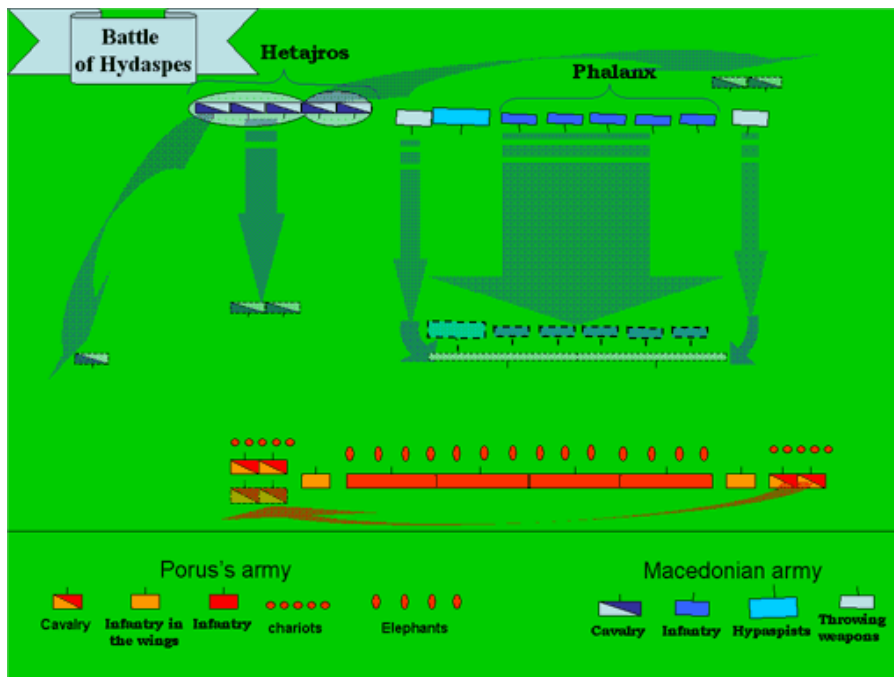 Battle
of Hydaspes
Hetajros
Phalanx
Porus's army
Cavalry
Infantry in
the wings
Infantry
chariots
Elephants
Macedonian army
Cavalry
Infantry
Hypaspists
Throwing
weapons